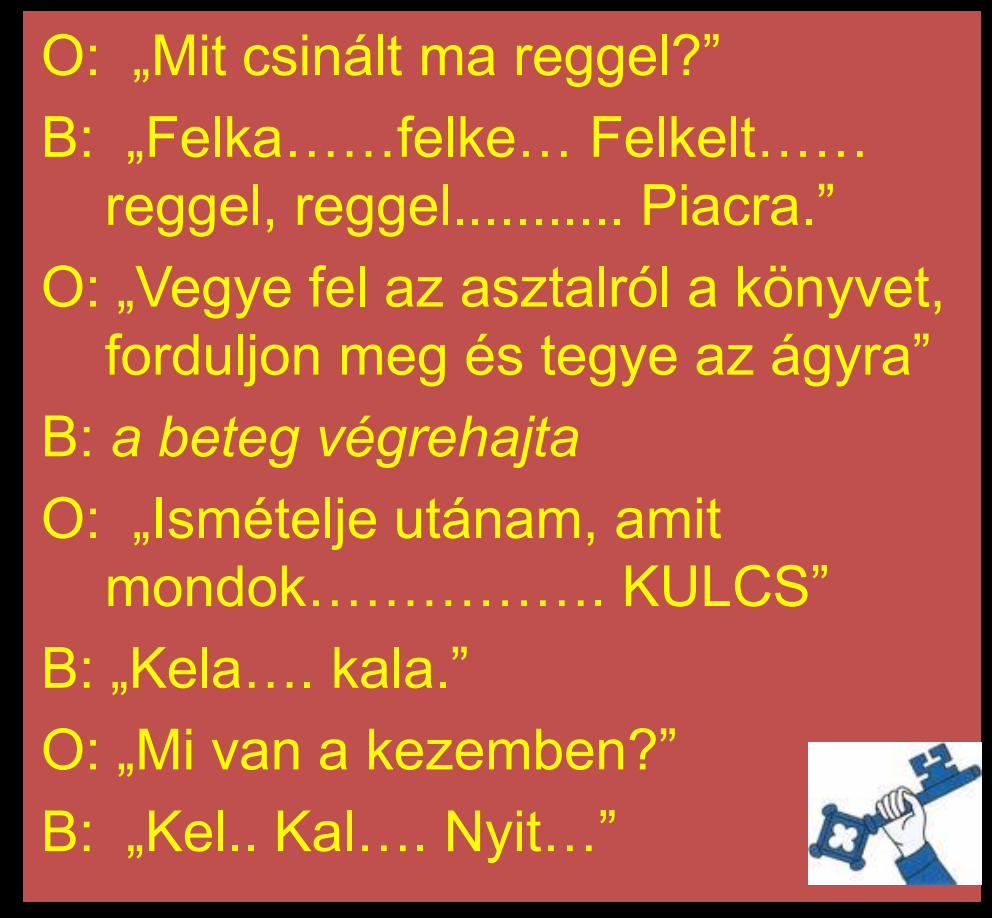 O:  „Mit csinált ma reggel?”
B:  „Felka……felke… Felkelt……
reggel, reggel........... Piacra.”
O: „Vegye fel az asztalról a könyvet,
forduljon meg és tegye az ágyra”
B: a beteg végrehajta
O:  „Ismételje utánam, amit
mondok……………. KULCS”
B: „Kela…. kala.”
O: „Mi van a kezemben?”
B:  „Kel.. Kal…. Nyit…”